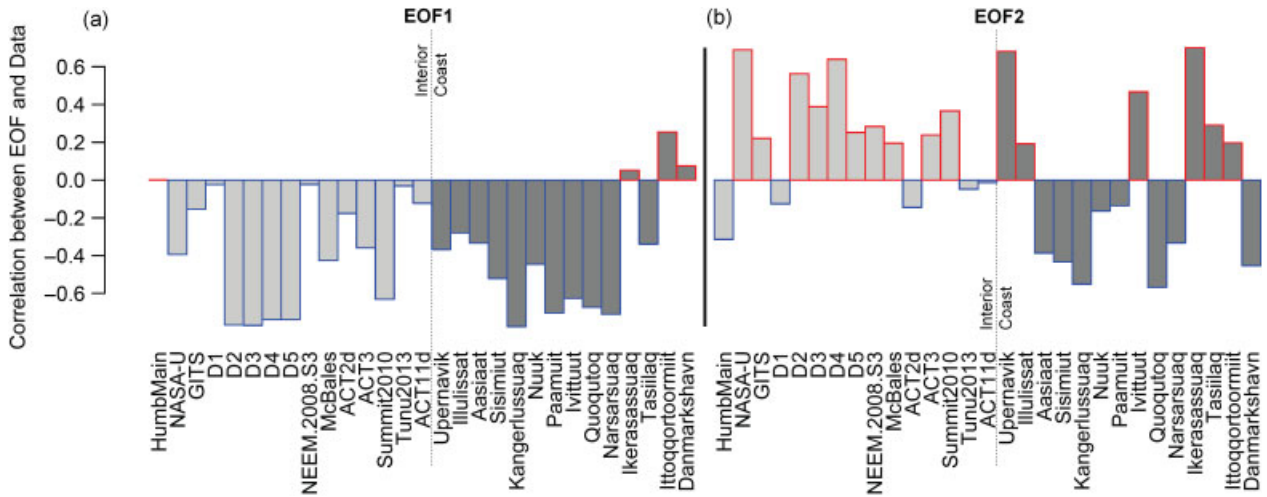 (a)
EOF1
Correlation between EOF and Data
0.6
0.4
0.2
0.0
−0.2
−0.4
−0.6
Interior
Coast
HumbMain
NASA-U
GITS
D1
D2
D3
D4
D5
NEEM.2008.S3
McBales
ACT2d
ACT3
Summit2010
Tunu2013
ACT11d
Upernavik
Illulissat
Aasiaat
Sisimiut
Kangerlussuaq
Nuuk
Paamuit
Ivittuut
Quoqutoq
Narsarsuaq
Ikerasassuaq
Tasiilaq
Ittoqqortoormiit
Danmarkshavn
(b)
EOF2
Interior
Coast
HumbMain
NASA-U
GITS
D1
D2
D3
D4
D5
NEEM.2008.S3
McBales
ACT2d
ACT3
Summit2010
Tunu2013
ACT11d
Upernavik
Illulissat
Aasiaat
Sisimiut
Kangerlussuaq
Nuuk
Paamuit
Ivittuut
Quoqutoq
Narsarsuaq
Ikerasassuaq
Tasiilaq
Ittoqqortoormiit
Danmarkshavn